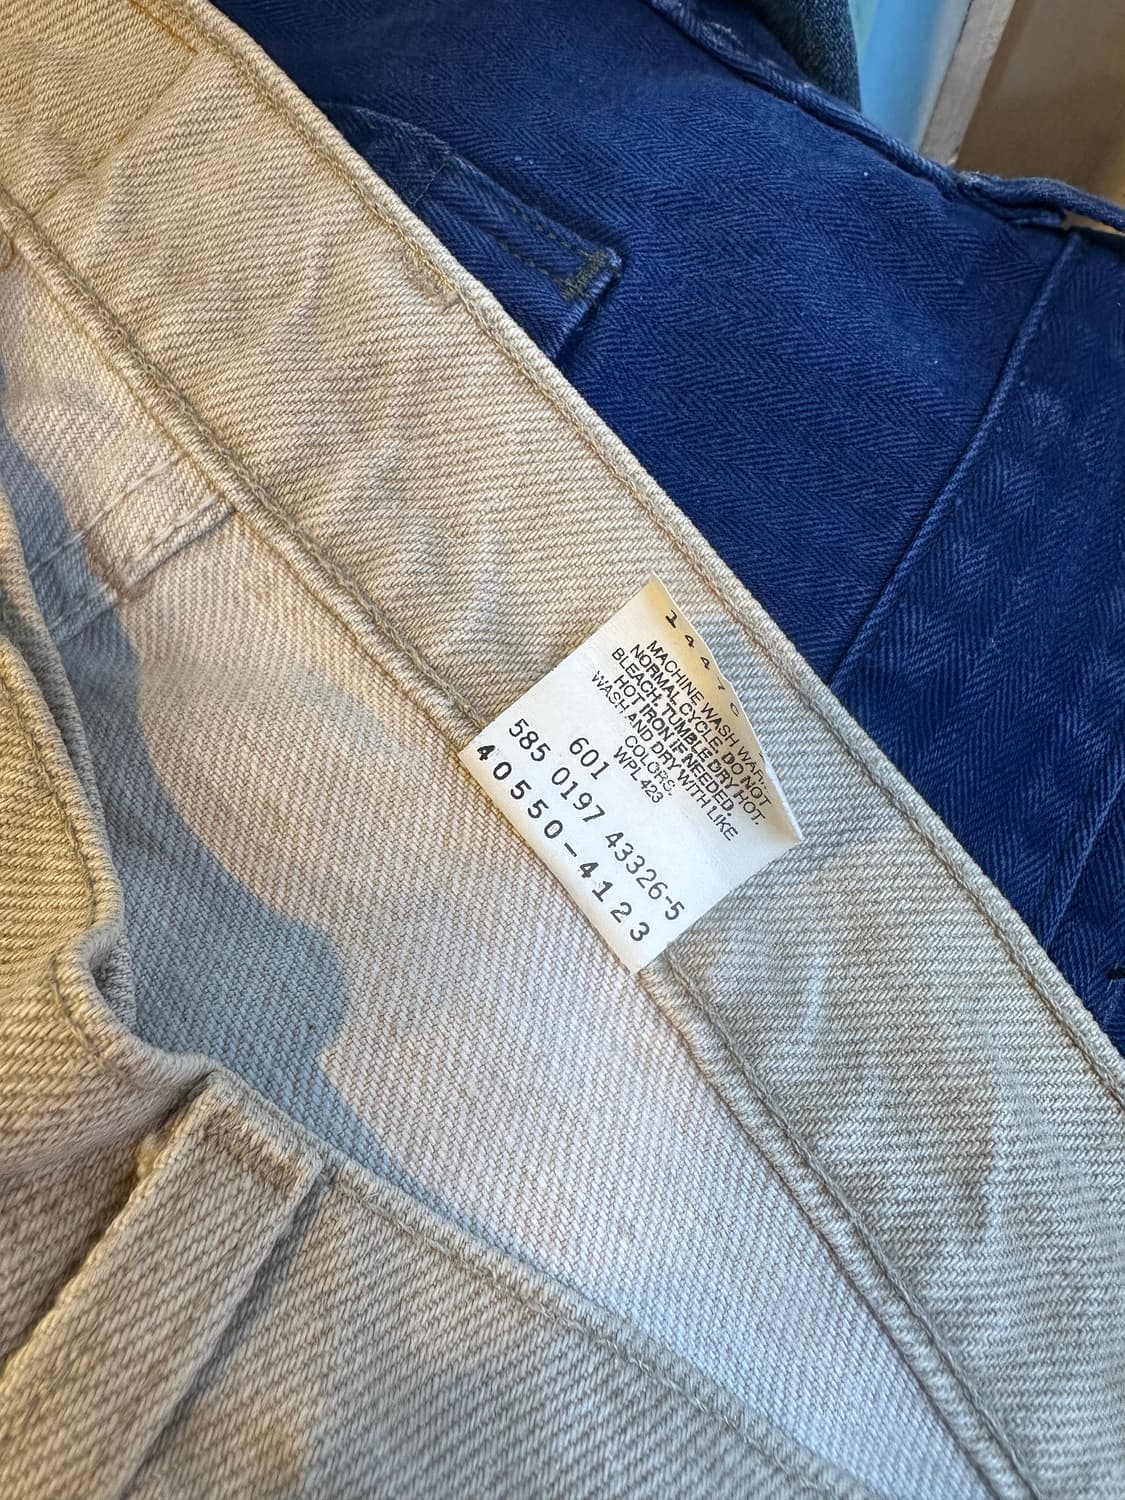 MACHINE WASH WARM
NORMAL CYCLE. DO NOT
BLEACH. TUMBLE DRY HOT.
HOT IRON IF NEEDED.
WASH AND DRY WITH LIKE
COLORS.
WPL 423
601
585 0197 43326-5
40550-4123